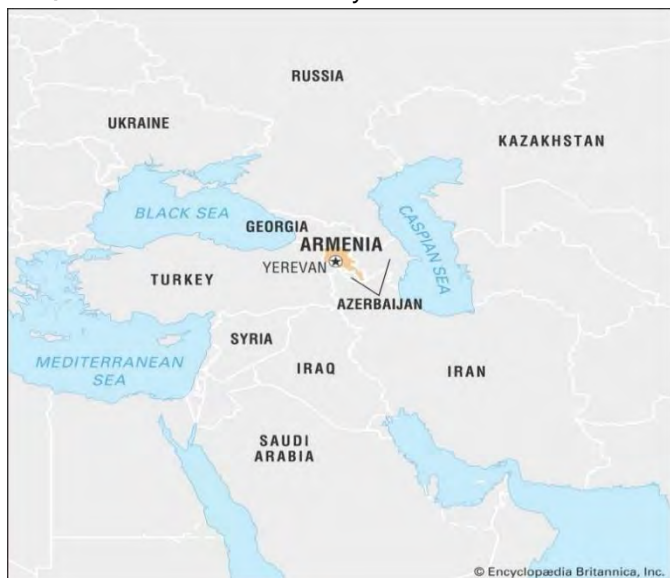 RUSSIA
UKRAINE
KAZAKHSTAN
BLACK SEA
GEORGIA
CASPIAN SEA
ARMENIA
YEREVAN
TURKEY
AZERBAIJAN
SYRIA
MEDITERRANEAN
SEA
IRAQ
IRAN
SAUDI
ARABIA
© Encyclopædia Britannica, Inc.